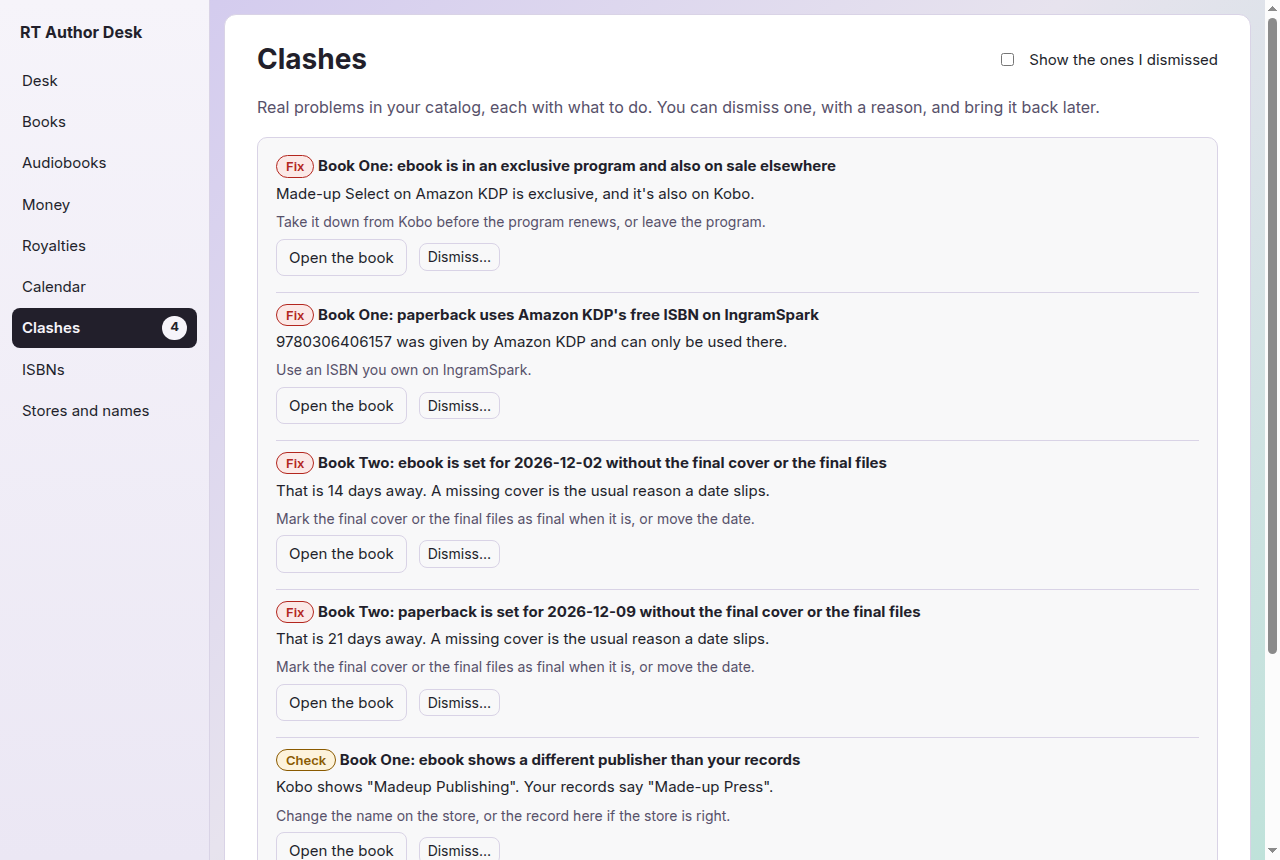 RT Author Desk
Desk
Books
Audiobooks
Money
Royalties
Calendar
Clashes 4
ISBNs
Stores and names
Clashes
Show the ones I dismissed
Real problems in your catalog, each with what to do. You can dismiss one, with a reason, and bring it back later.
Fix Book One: ebook is in an exclusive program and also on sale elsewhere
Made-up Select on Amazon KDP is exclusive, and it's also on Kobo.
Take it down from Kobo before the program renews, or leave the program.
Open the book Dismiss...
Fix Book One: paperback uses Amazon KDP's free ISBN on IngramSpark
9780306406157 was given by Amazon KDP and can only be used there.
Use an ISBN you own on IngramSpark.
Open the book Dismiss...
Fix Book Two: ebook is set for 2026-12-02 without the final cover or the final files
That is 14 days away. A missing cover is the usual reason a date slips.
Mark the final cover or the final files as final when it is, or move the date.
Open the book Dismiss...
Fix Book Two: paperback is set for 2026-12-09 without the final cover or the final files
That is 21 days away. A missing cover is the usual reason a date slips.
Mark the final cover or the final files as final when it is, or move the date.
Open the book Dismiss...
Check Book One: ebook shows a different publisher than your records
Kobo shows "Madeup Publishing". Your records say "Made-up Press".
Change the name on the store, or the record here if the store is right.
Open the book Dismiss...